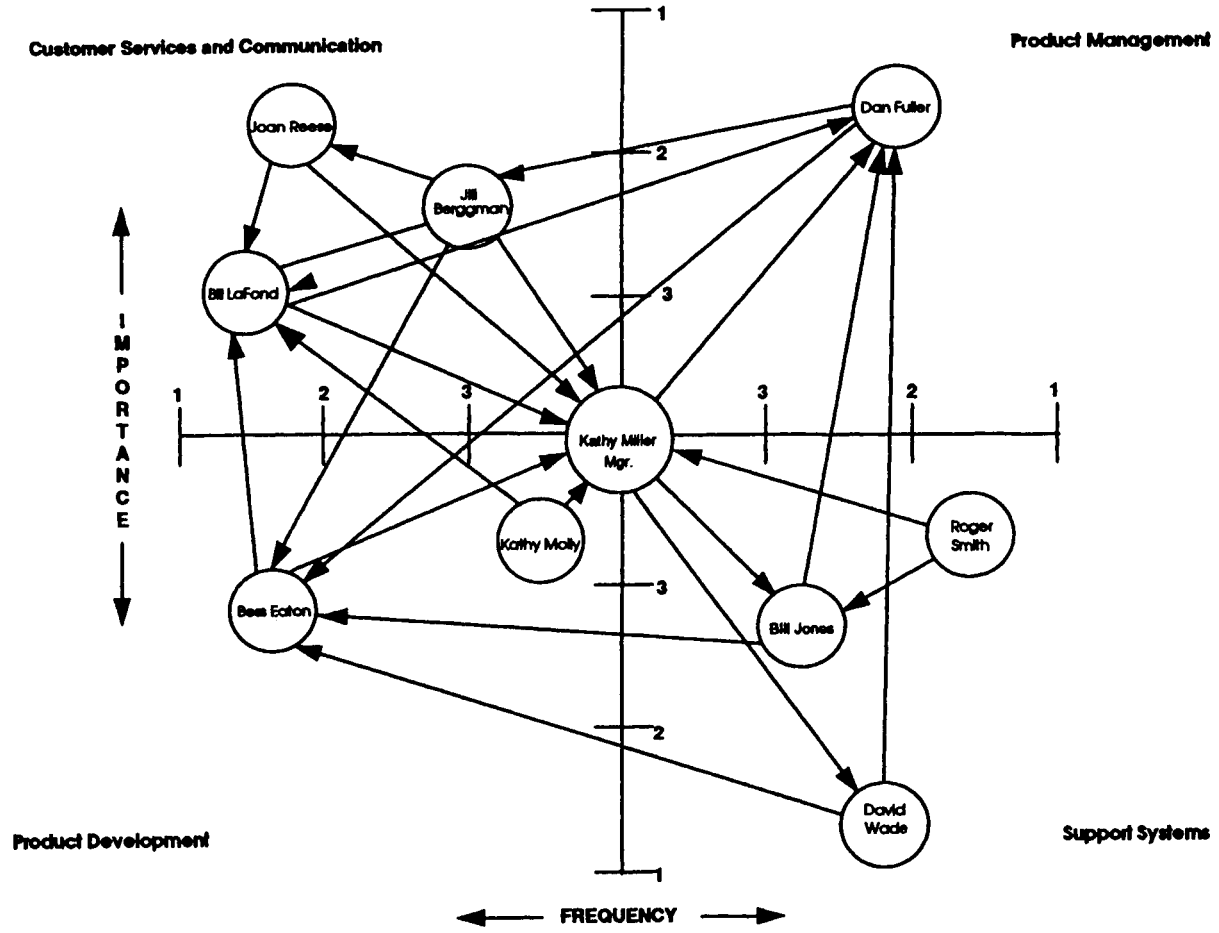 1
Customer Services and Communication
Product Management
Joan Reese
Dan Fuller
2
Jill
Berggman
Bill LaFond
3
IMPORTANCE
1
2
3
3
2
1
Kathy Miller
Mgr.
Kathy Molly
Roger
Smith
3
Bess Eaton
Bill Jones
2
David
Wade
Product Development
Support Systems
1
FREQUENCY